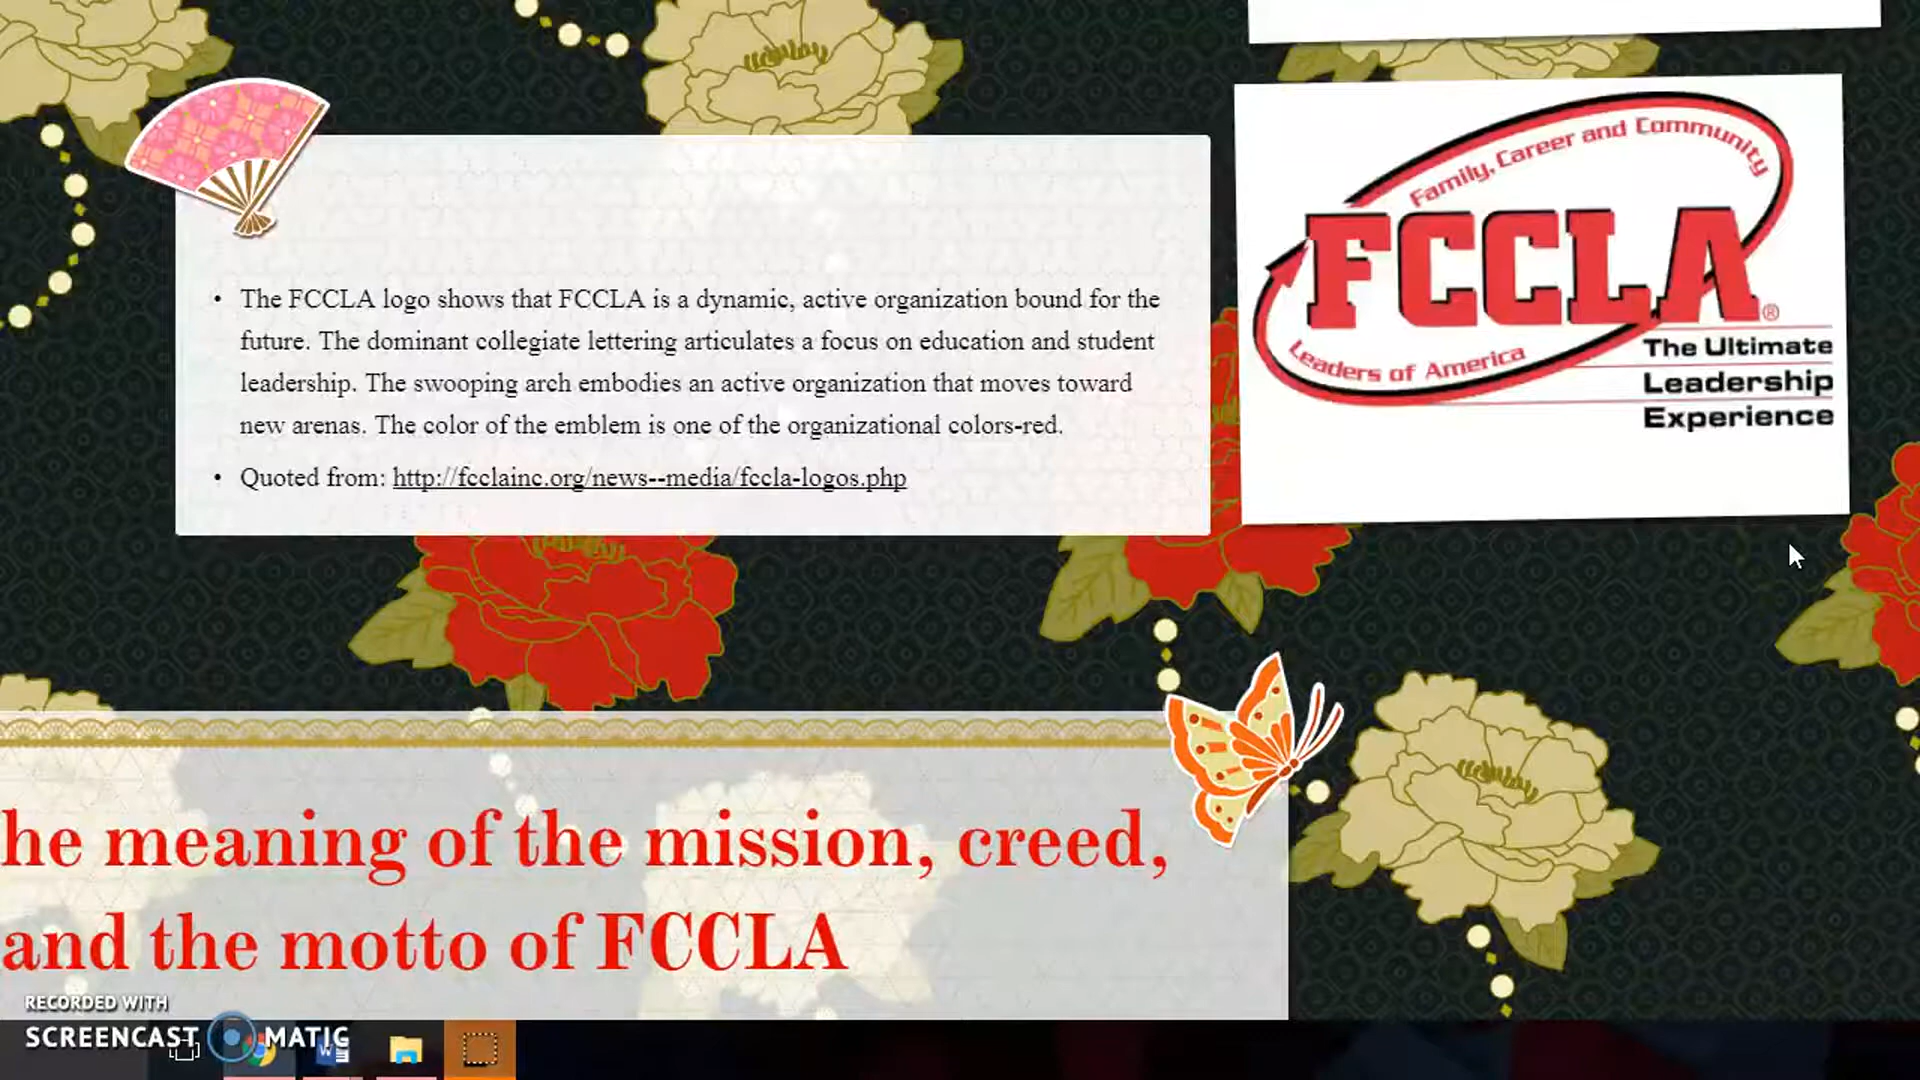 • The FCCLA logo shows that FCCLA is a dynamic, active organization bound for the
future. The dominant collegiate lettering articulates a focus on education and student
leadership. The swooping arch embodies an active organization that moves toward
new arenas. The color of the emblem is one of the organizational colors-red.
• Quoted from: http://fcclainc.org/news--media/fccla-logos.php
Family, Career and Community
FCCLA®
Leaders of America
The Ultimate
Leadership
Experience
he meaning of the mission, creed,
and the motto of FCCLA
RECORDED WITH
SCREENCAST MATIC